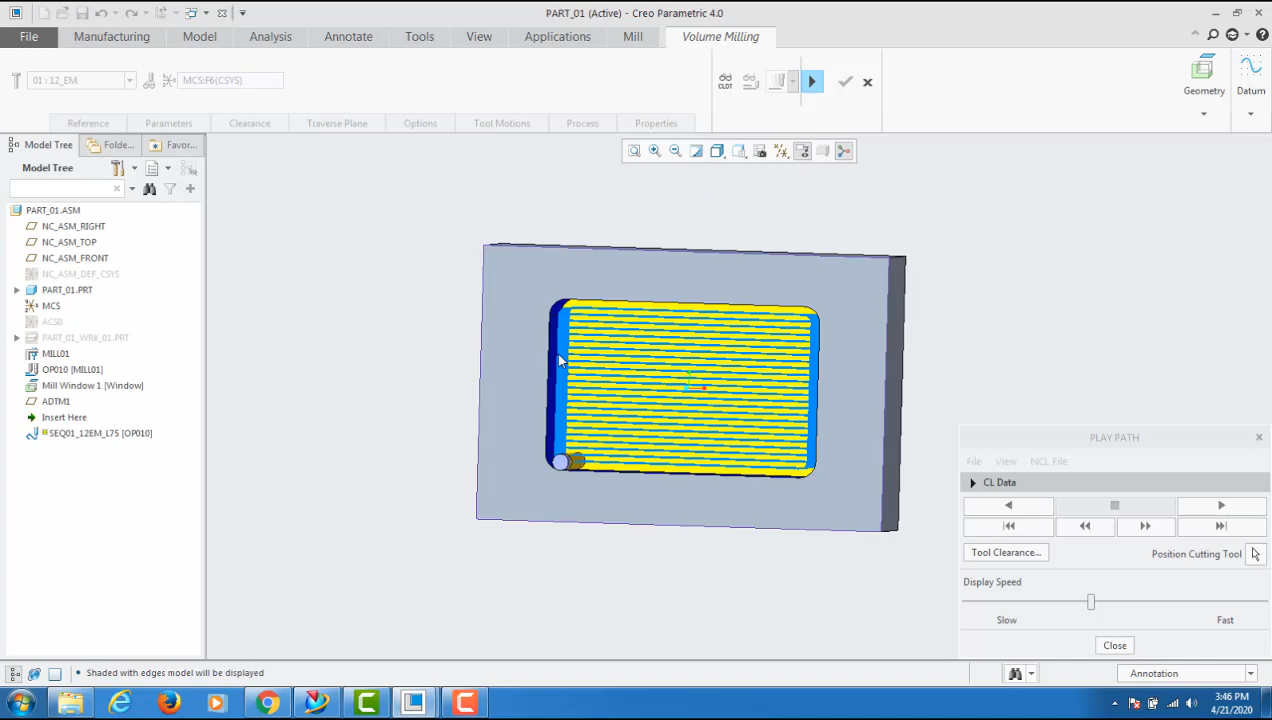 PART_01 (Active) - Creo Parametric 4.0
File Manufacturing Model Analysis Annotate Tools View Applications Mill Volume Milling
01 : 12_EM MCS:F6(CSYS)
CLDT
Geometry Datum
Reference Parameters Clearance Traverse Plane Options Tool Motions Process Properties
Model Tree Folde... Favor...
Model Tree
PART_01.ASM
NC_ASM_RIGHT
NC_ASM_TOP
NC_ASM_FRONT
NC_ASM_DEF_CSYS
PART_01.PRT
MCS
ACS0
PART_01_WRK_01.PRT
MILL01
OP010 [MILL01]
Mill Window 1 [Window]
ADTM1
Insert Here
SEQ01_12EM_L75 [OP010]
PLAY PATH
File View NCL File
CL Data
Tool Clearance... Position Cutting Tool
Display Speed
Slow Fast
Close
• Shaded with edges model will be displayed
Annotation
3:46 PM
4/21/2020